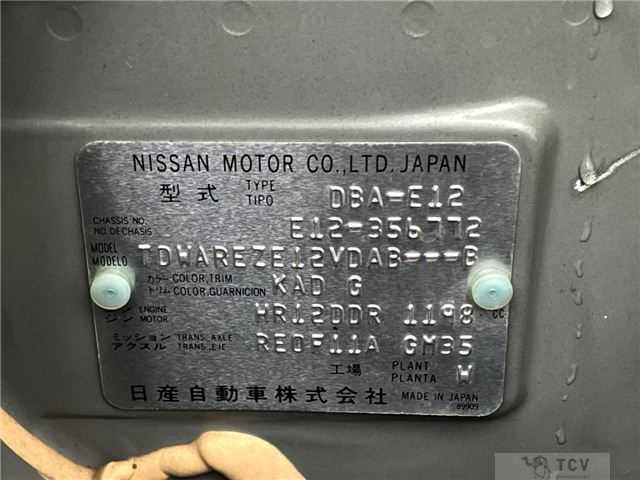 NISSAN MOTOR CO.,LTD. JAPAN
型式 TYPE TIPO DBA-E12
CHASSIS NO. NO.DECHASIS E12-356772
MODEL MODELO TDWAREZE12VDAB---B
カラー COLOR,TRIM
トリム COLOR,GUARNICION KAD G
エンジン ENGINE MOTOR HR12DDR 1198 CC
ミッション TRANS. AXLE
アクスル TRANS,EJE RE0F11A GM35
工場 PLANT PLANTA W
日産自動車株式会社 MADE IN JAPAN
89909
TCV